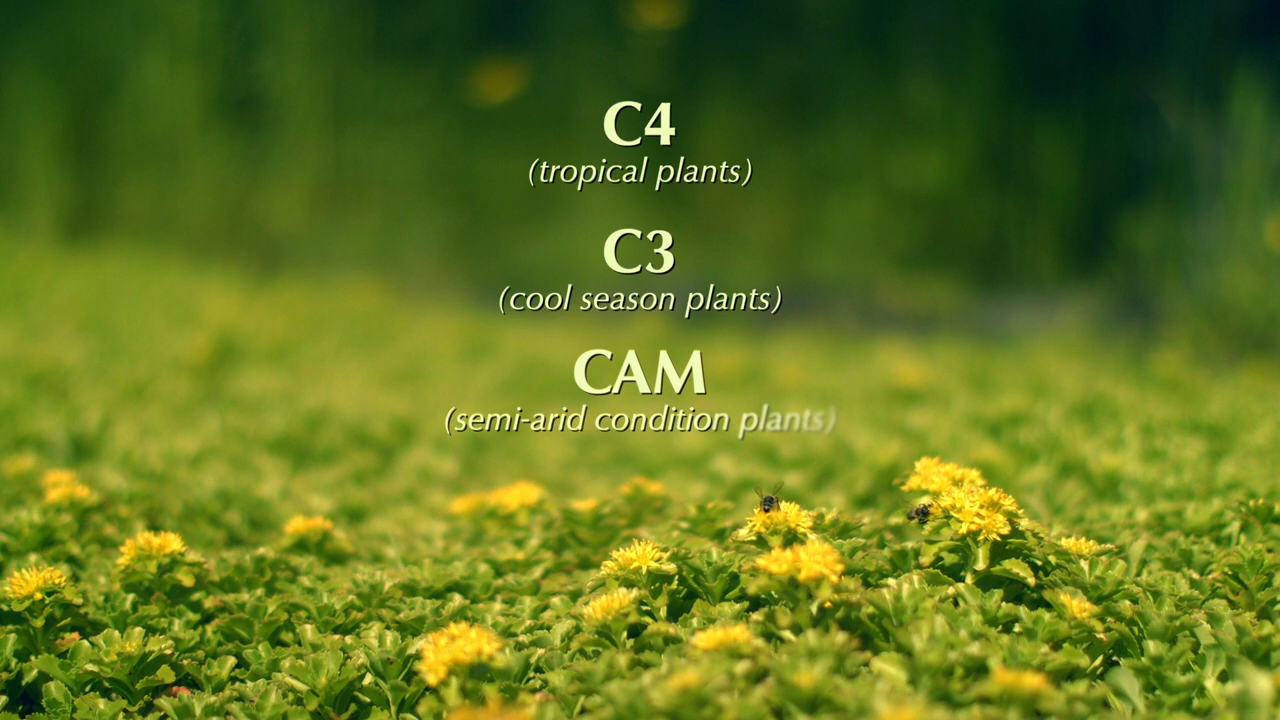 C4
(tropical plants)
C3
(cool season plants)
CAM
(semi-arid condition plants)